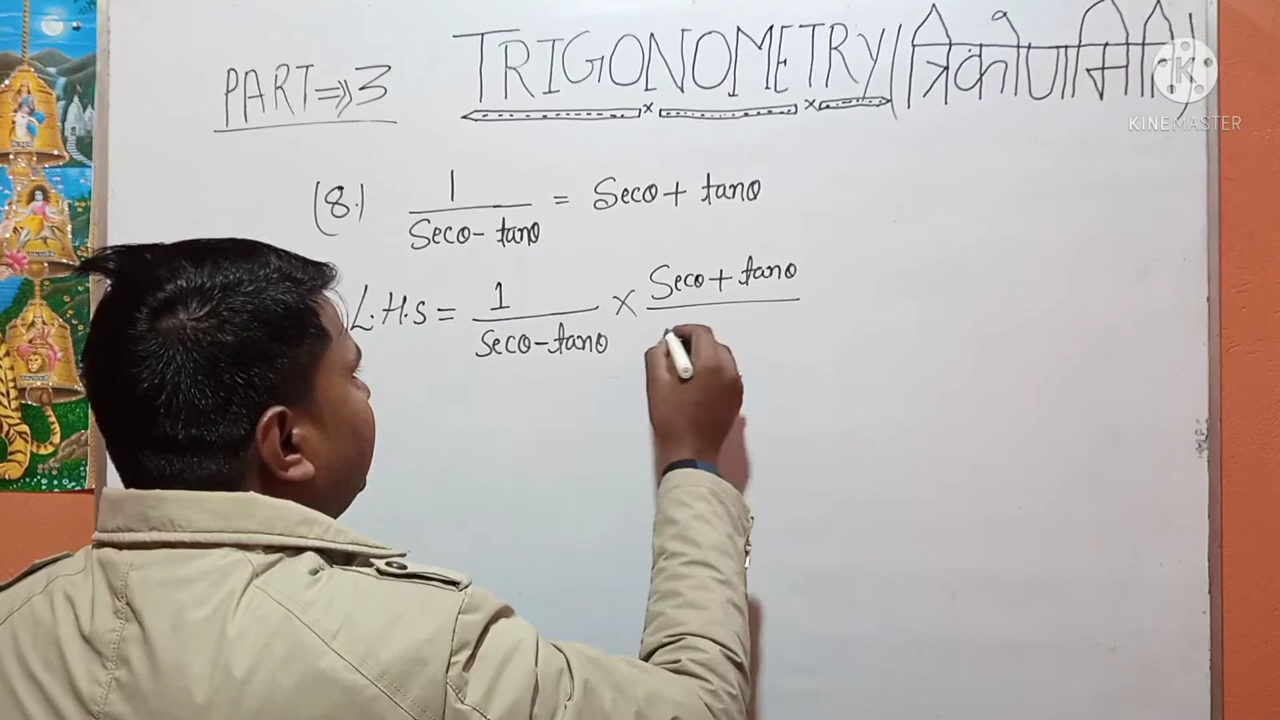 TRIGONOMETRY (त्रिकोणमिति)
PART ⇒ 3
KINEMASTER
(8.) 1 / Secθ - tanθ = Secθ + tanθ
L.H.S = 1 / Secθ - tanθ × Secθ + tanθ